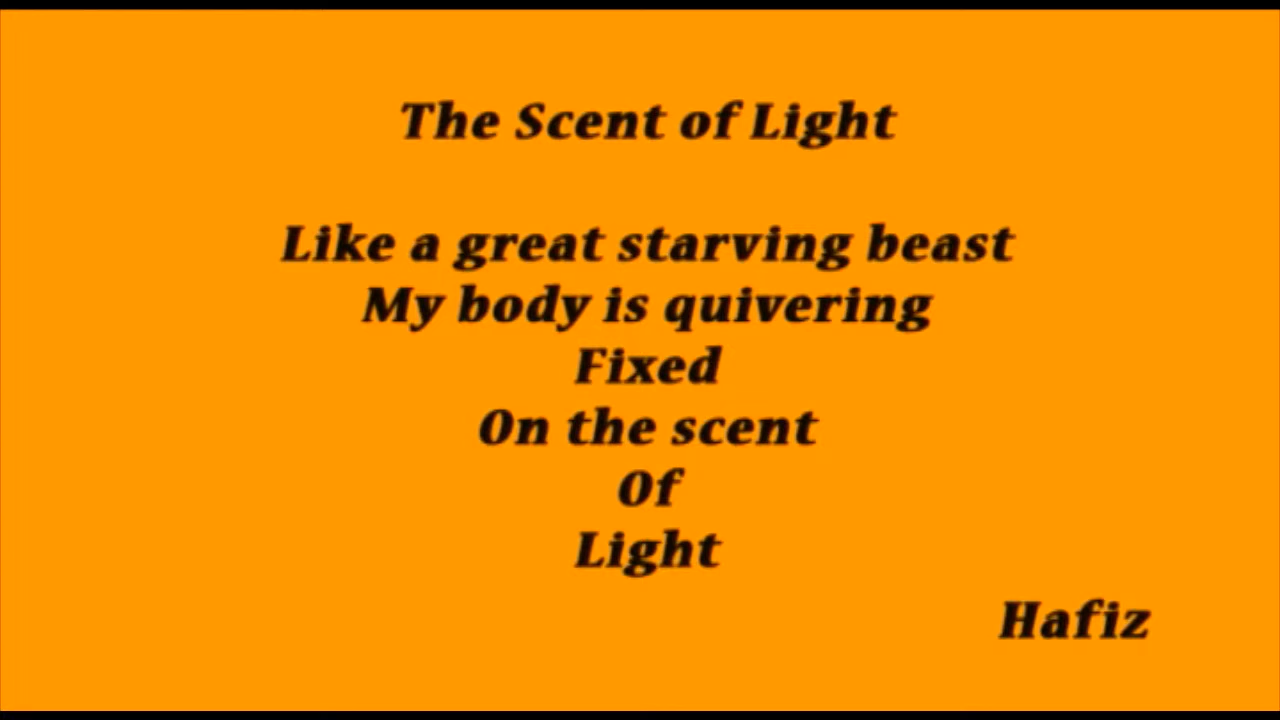 The Scent of Light
Like a great starving beast
My body is quivering
Fixed
On the scent
Of
Light
Hafiz